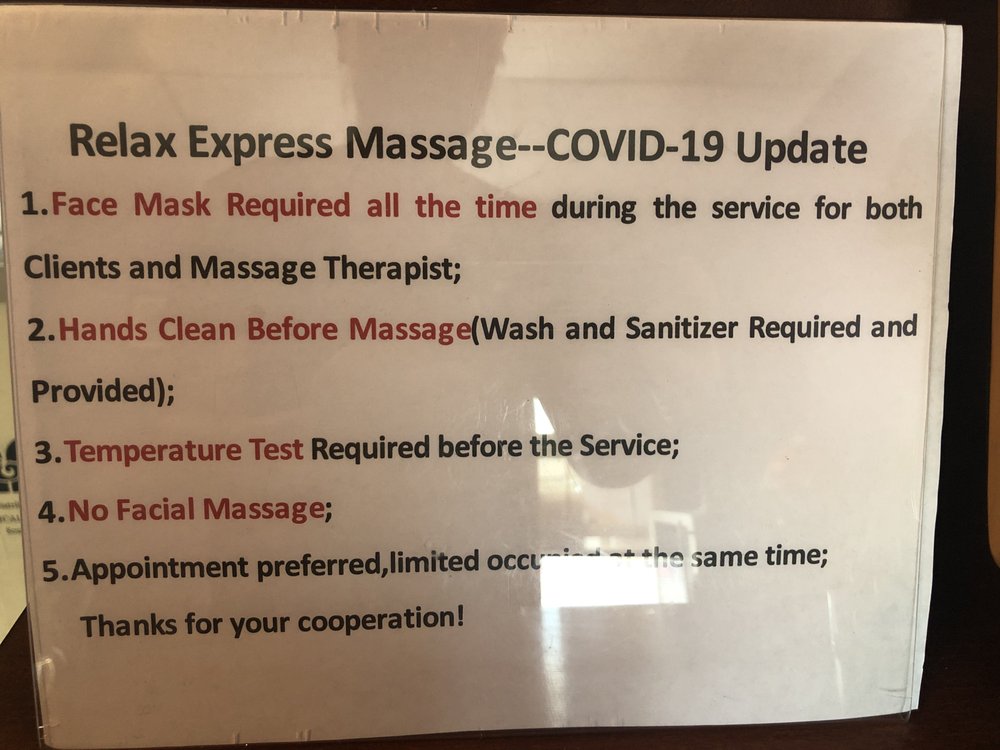 Relax Express Massage--COVID-19 Update
1.Face Mask Required all the time during the service for both
Clients and Massage Therapist;
2.Hands Clean Before Massage(Wash and Sanitizer Required and
Provided);
3.Temperature Test Required before the Service;
4.No Facial Massage;
5.Appointment preferred,limited occupied at the same time;
Thanks for your cooperation!